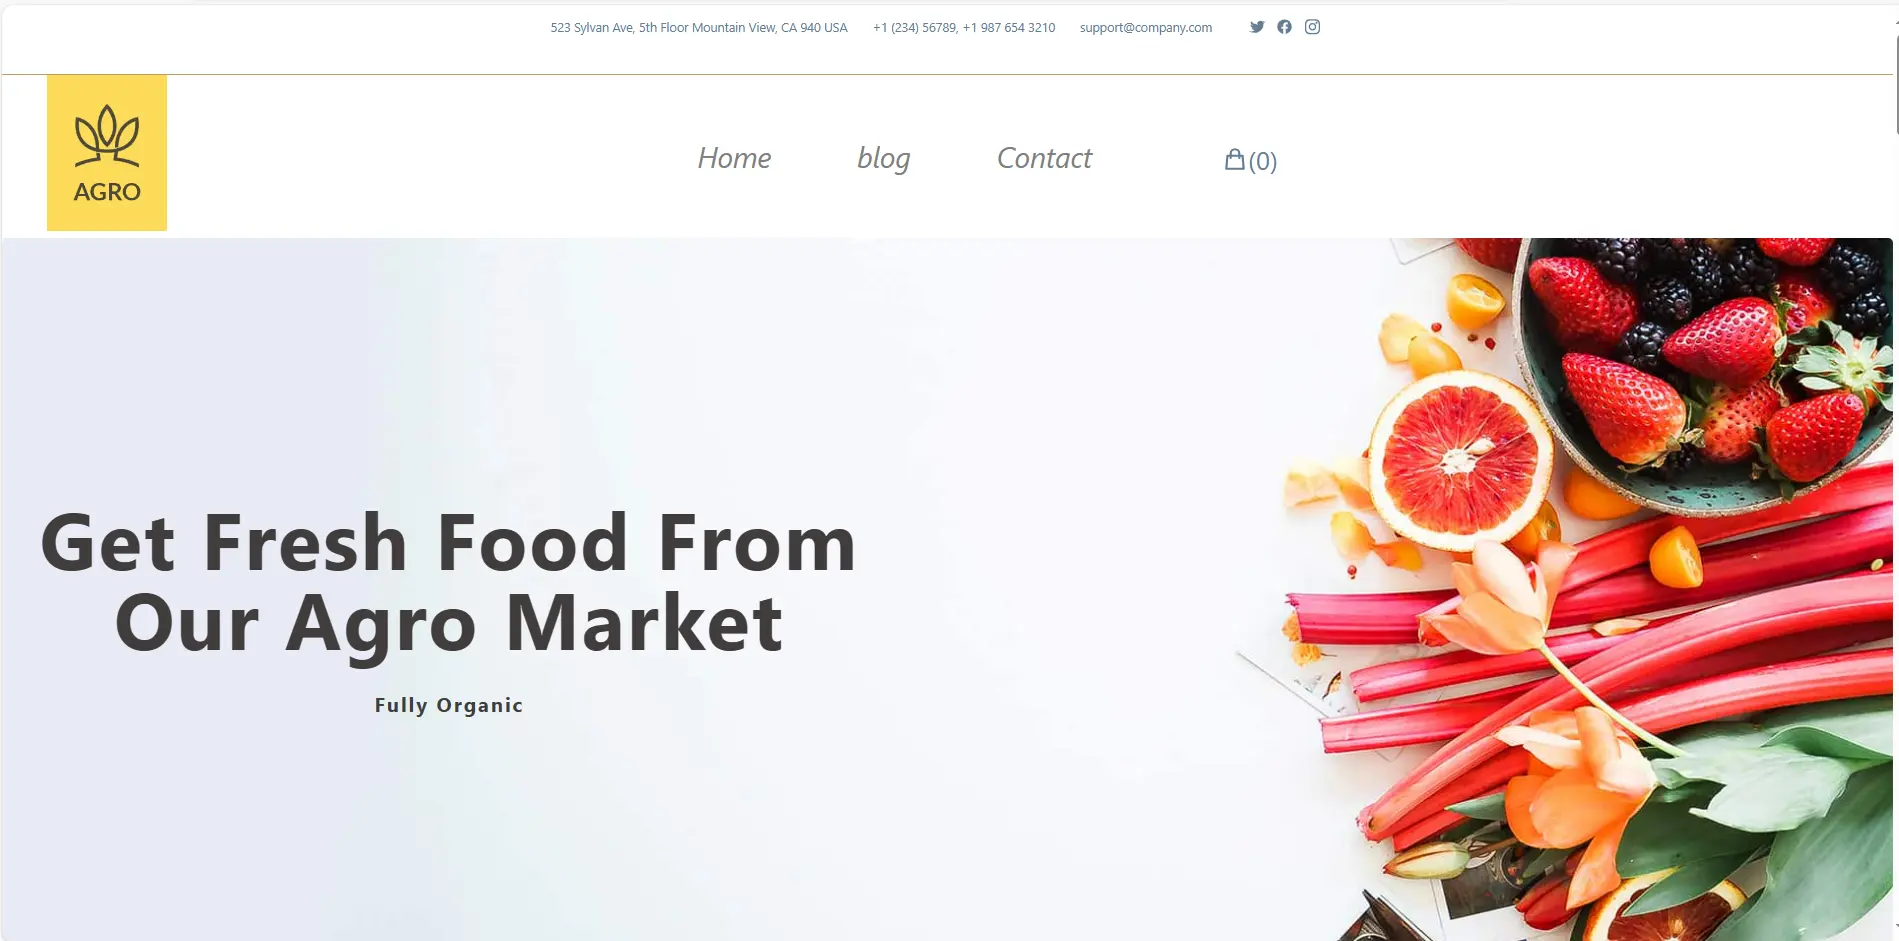 523 Sylvan Ave, 5th Floor Mountain View, CA 940 USA +1 (234) 56789, +1 987 654 3210 support@company.com
AGRO
Home blog Contact (0)
Get Fresh Food From
Our Agro Market
Fully Organic